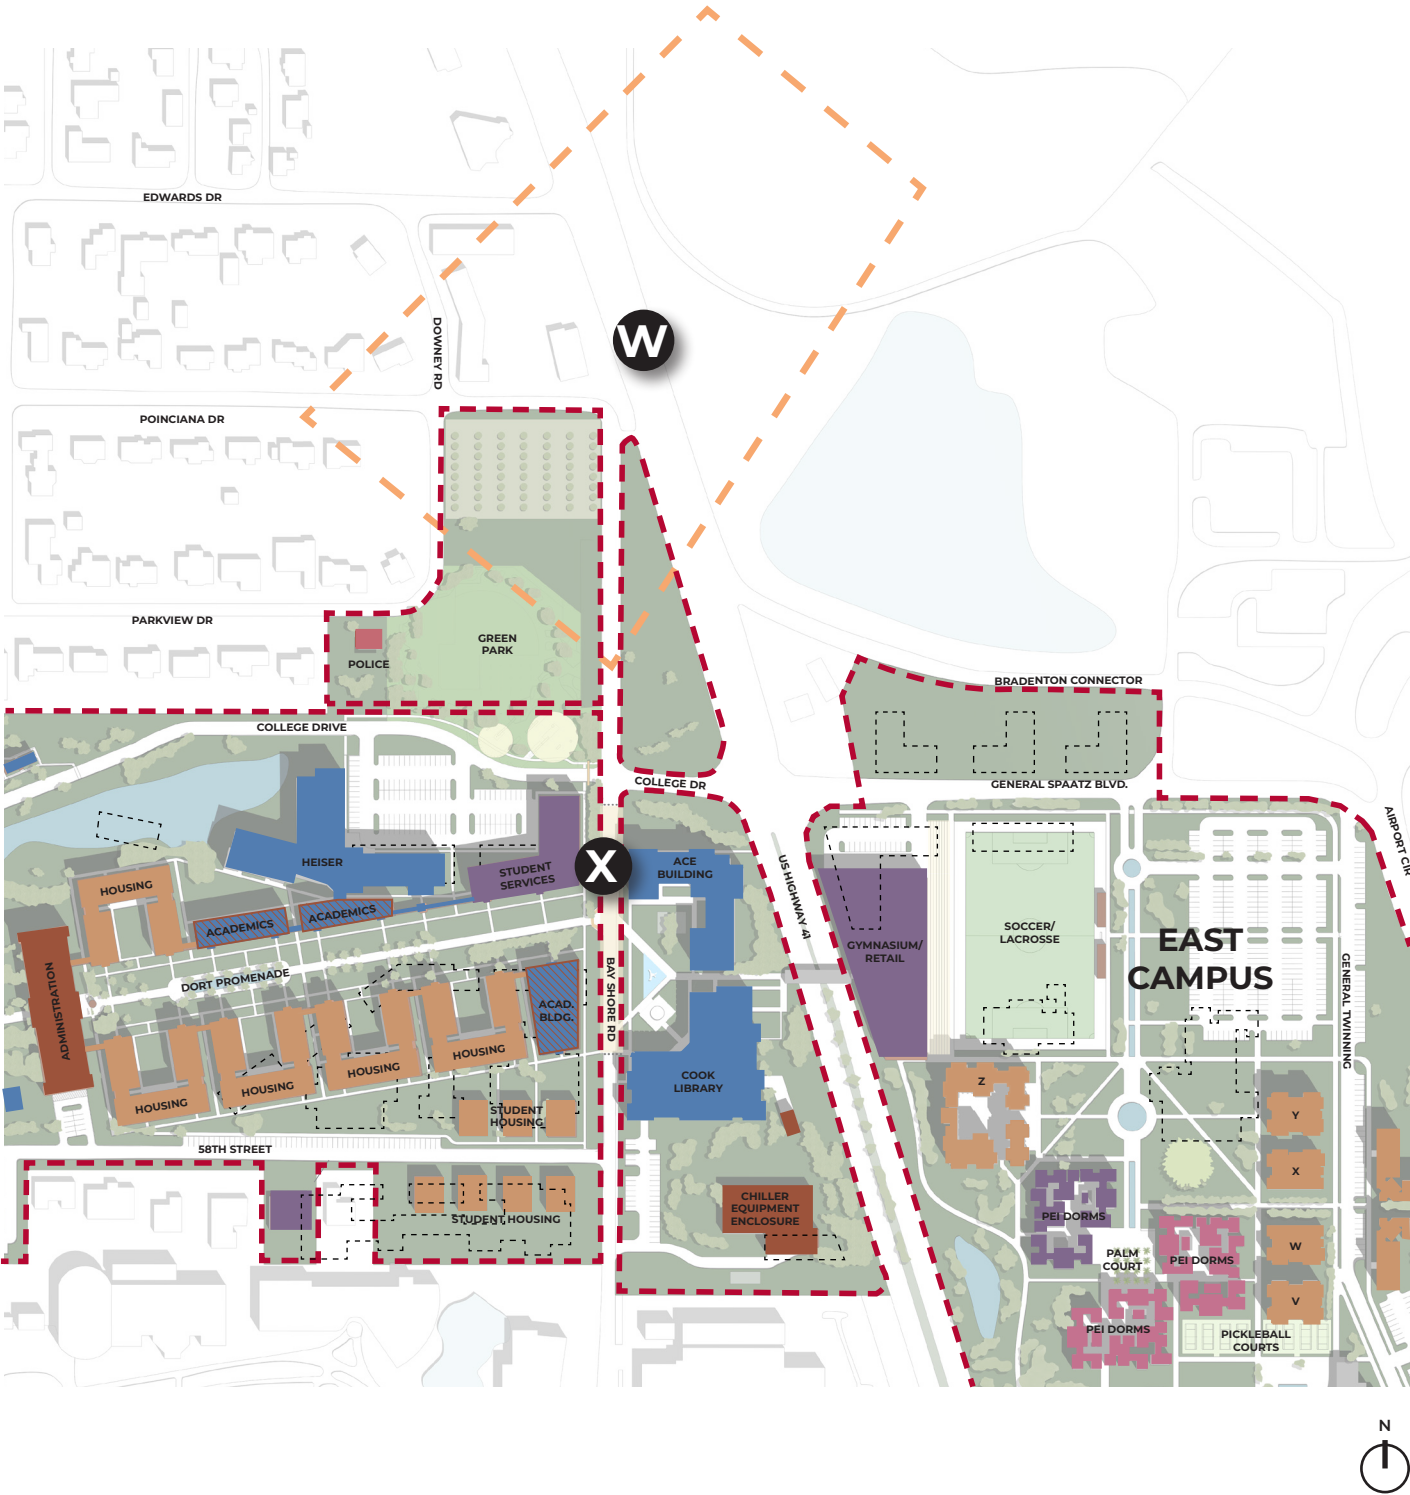 EDWARDS DR
DOWNEY RD
W
POINCIANA DR
PARKVIEW DR
GREEN
PARK
POLICE
BRADENTON CONNECTOR
COLLEGE DRIVE
COLLEGE DR
GENERAL SPAATZ BLVD.
AIRPORT CIR
US HIGHWAY 41
HEISER
STUDENT
SERVICES
X
ACE
BUILDING
HOUSING
ACADEMICS
ACADEMICS
GYMNASIUM/
RETAIL
SOCCER/
LACROSSE
EAST
CAMPUS
DORT PROMENADE
ADMINISTRATION
ACAD.
BLDG.
BAY SHORE RD
GENERAL TWINNING
HOUSING
HOUSING
HOUSING
HOUSING
COOK
LIBRARY
Z
Y
STUDENT
HOUSING
58TH STREET
X
STUDENT HOUSING
CHILLER
EQUIPMENT
ENCLOSURE
PEI DORMS
PALM
COURT
PEI DORMS
W
V
PEI DORMS
PICKLEBALL
COURTS
N